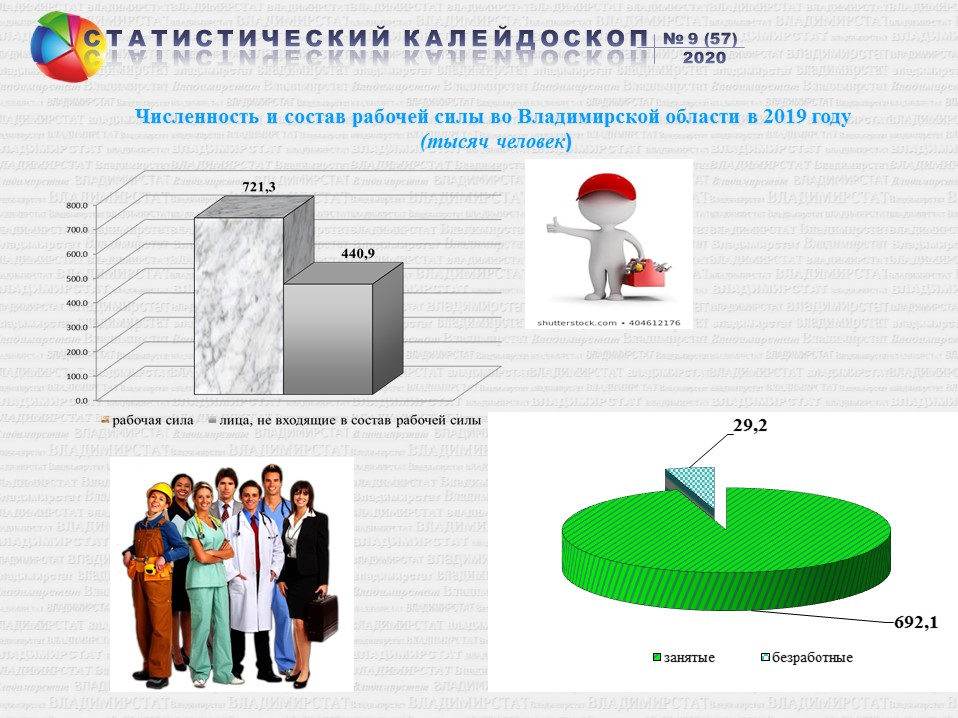 СТАТИСТИЧЕСКИЙ КАЛЕЙДОСКОП
№ 9 (57)
2020
Численность и состав рабочей силы во Владимирской области в 2019 году
(тысяч человек)
721,3
440,9
800.0
700.0
600.0
500.0
400.0
300.0
200.0
100.0
0.0
рабочая сила
лица, не входящие в состав рабочей силы
shutterstock.com • 404612176
29,2
692,1
занятые
безработные